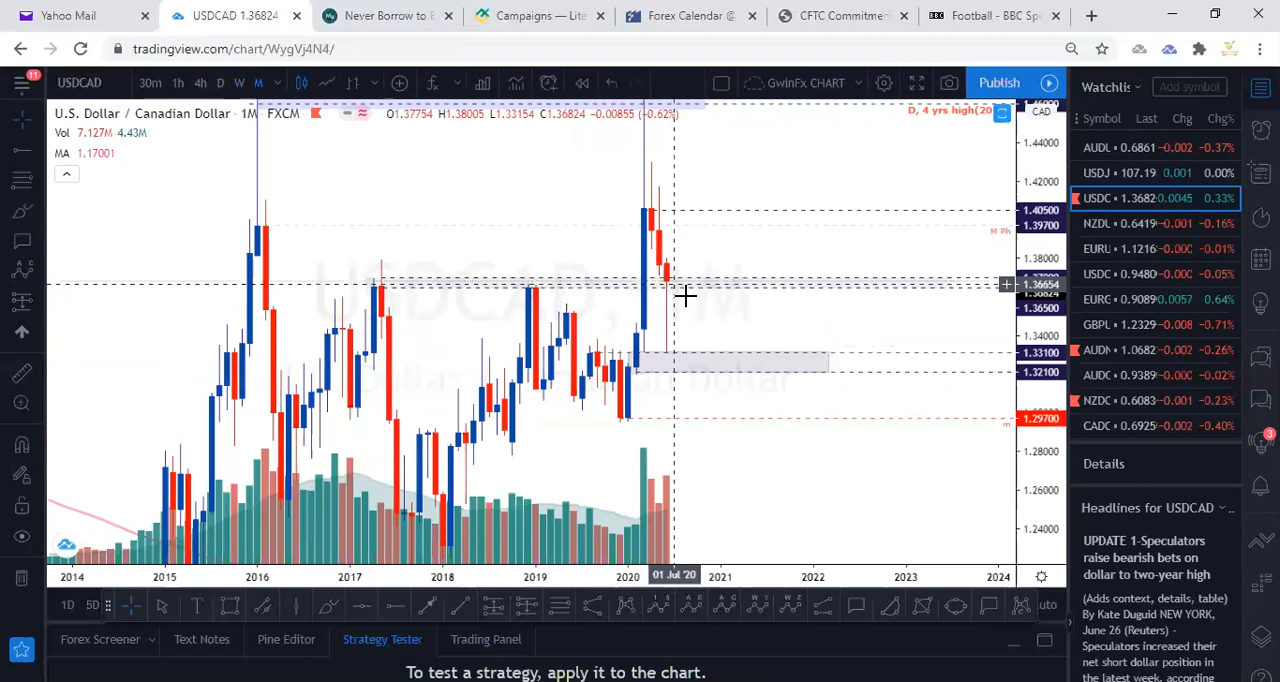 Yahoo Mail
USDCAD 1.36824
Never Borrow to B
Campaigns — Lite
Forex Calendar @
CFTC Commitmen
BBC
Football - BBC Sp
tradingview.com/chart/WygVj4N4/
11
USDCAD
30m 1h 4h D W M
GwinFX CHART
Publish
Watchlis
Add symbol
U.S. Dollar / Canadian Dollar · 1M · FXCM
O1.37754 H1.38005 L1.33154 C1.36824 −0.00855 (−0.62%)
D, 4 yrs high(20
CAD
Symbol Last Chg Chg%
Vol 7.127M 4.43M
MA 1.17001
1.44000
1.42000
1.40500
1.39700
M Ph
1.38000
1.36654
1.36500
1.34000
1.33100
1.32100
1.29700
m
1.28000
1.26000
1.24000
AUDU 0.6861 −0.002 −0.37%
USDJ 107.19 0.001 0.00%
USDC 1.3682 0.0045 0.33%
NZDL 0.6419 −0.001 −0.16%
EURU 1.1216 −0.000 −0.01%
USDC 0.9480 −0.000 −0.05%
EURC 0.9089 0.0057 0.64%
GBPL 1.2329 −0.008 −0.71%
AUDN 1.0682 −0.002 −0.26%
AUDC 0.9389 −0.000 −0.02%
NZDC 0.6083 −0.001 −0.23%
CADC 0.6925 −0.002 −0.40%
Details
Headlines for USDCAD
UPDATE 1-Speculators
raise bearish bets on
dollar to two-year high
(Adds context, details, table)
By Kate Duguid NEW YORK,
June 26 (Reuters) -
Speculators increased their
net short dollar position in
the latest week, according
3
2014 2015 2016 2017 2018 2019 2020 01 Jul '20 2021 2022 2023 2024
1D 5D
auto
Forex Screener
Text Notes
Pine Editor
Strategy Tester
Trading Panel
To test a strategy, apply it to the chart.